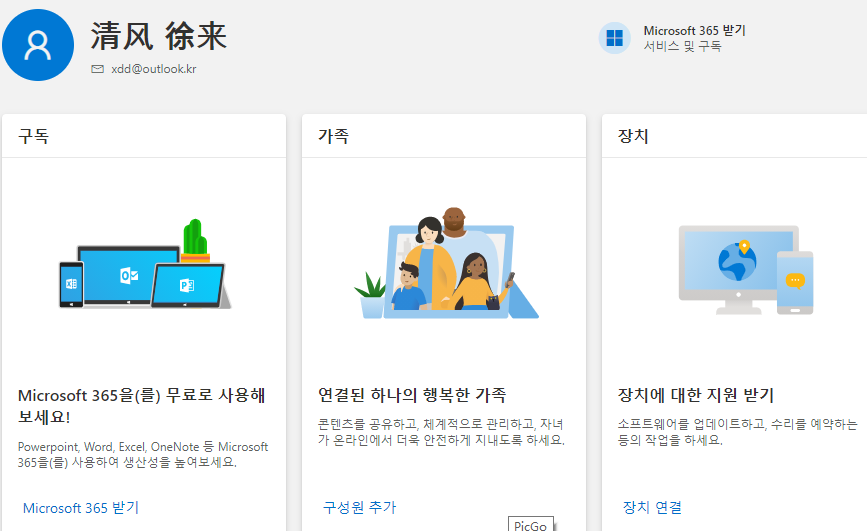 清风 徐来
xdd@outlook.kr
Microsoft 365 받기
서비스 및 구독
구독
가족
장치
Microsoft 365을(를) 무료로 사용해
보세요!
Powerpoint, Word, Excel, OneNote 등 Microsoft
365을(를) 사용하여 생산성을 높여보세요.
Microsoft 365 받기
연결된 하나의 행복한 가족
콘텐츠를 공유하고, 체계적으로 관리하고, 자녀
가 온라인에서 더욱 안전하게 지내도록 하세요.
구성원 추가
장치에 대한 지원 받기
소프트웨어를 업데이트하고, 수리를 예약하는
등의 작업을 하세요.
장치 연결
PicGo